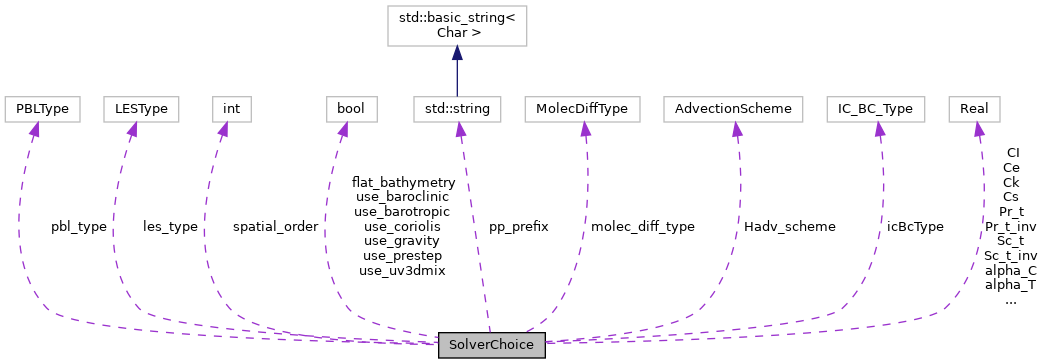 std::basic_string<
Char >
PBLType
LESType
int
bool
std::string
MolecDiffType
AdvectionScheme
IC_BC_Type
Real
pbl_type
les_type
spatial_order
flat_bathymetry
use_baroclinic
use_barotropic
use_coriolis
use_gravity
use_prestep
use_uv3dmix
pp_prefix
molec_diff_type
Hadv_scheme
icBcType
CI
Ce
Ck
Cs
Pr_t
Pr_t_inv
Sc_t
Sc_t_inv
alpha_C
alpha_T
...
SolverChoice